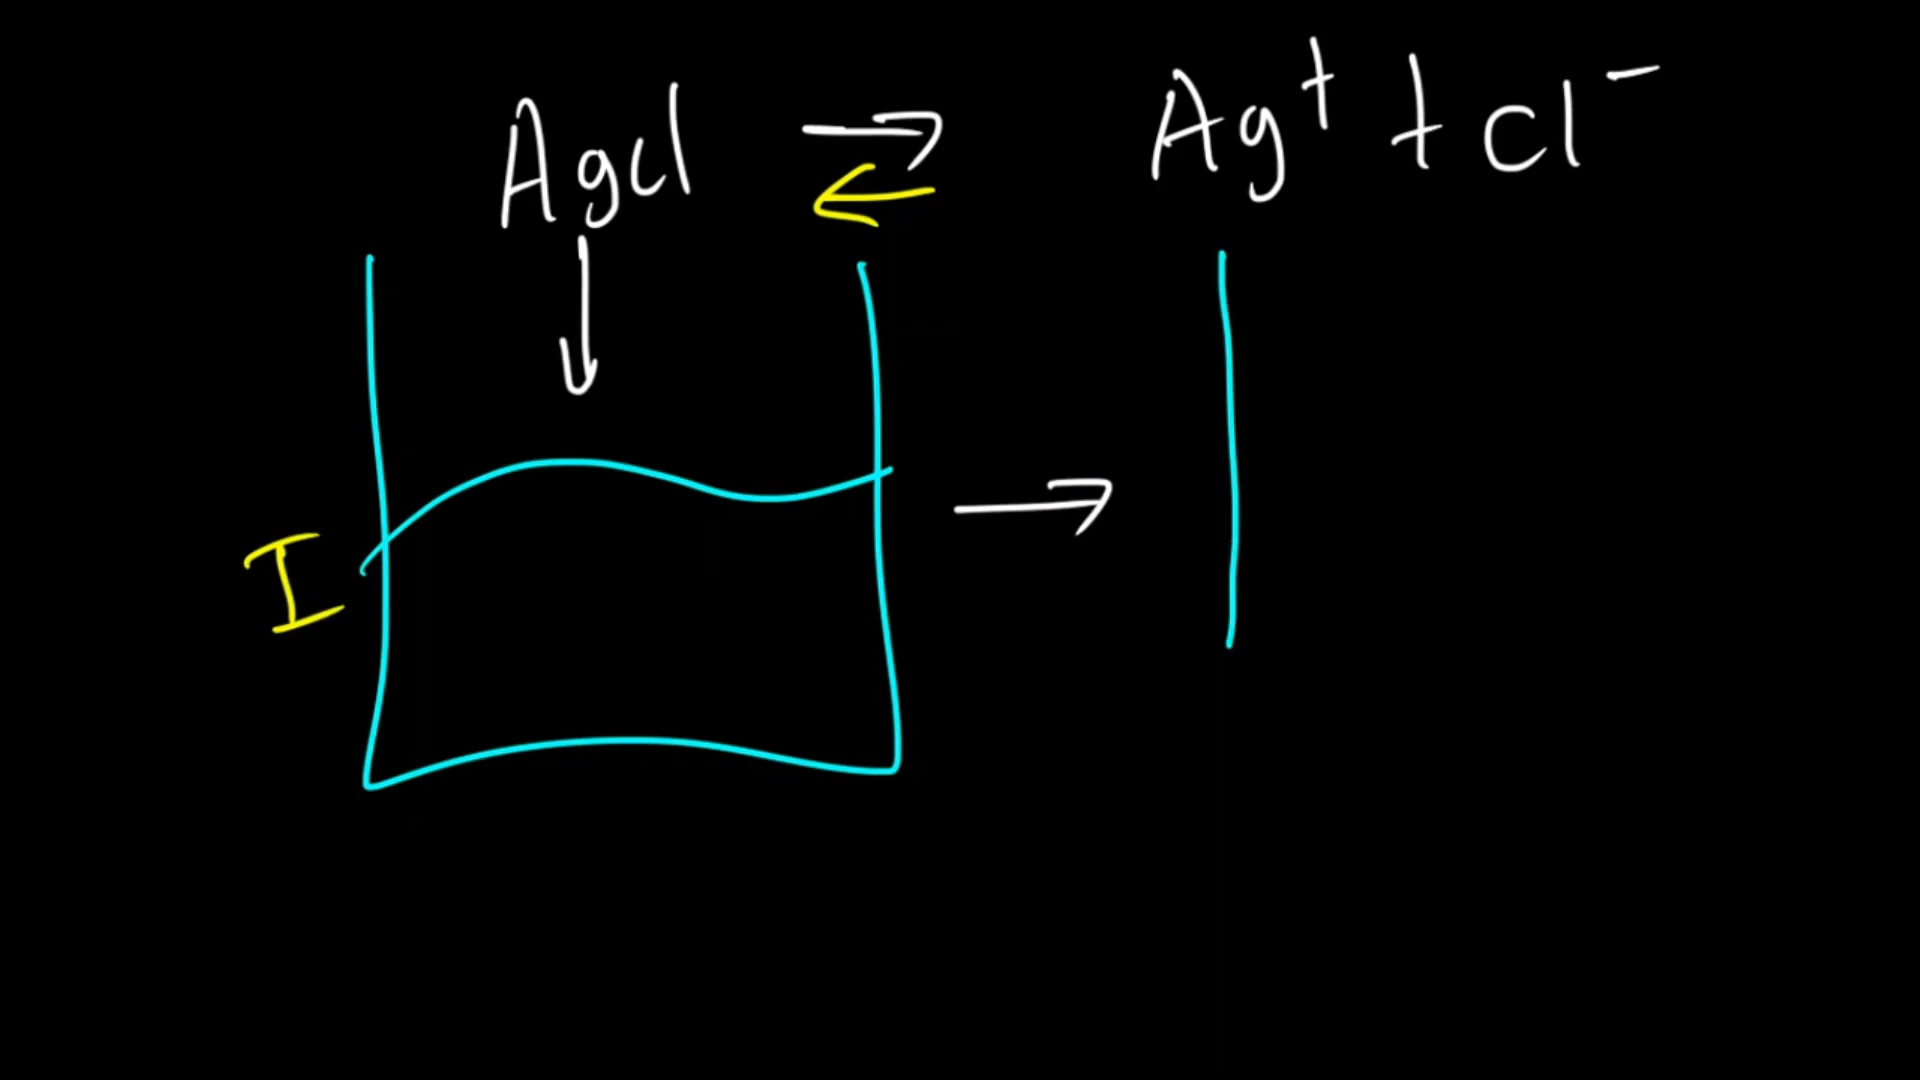 Agcl ⇄ Ag⁺ + cl⁻
I